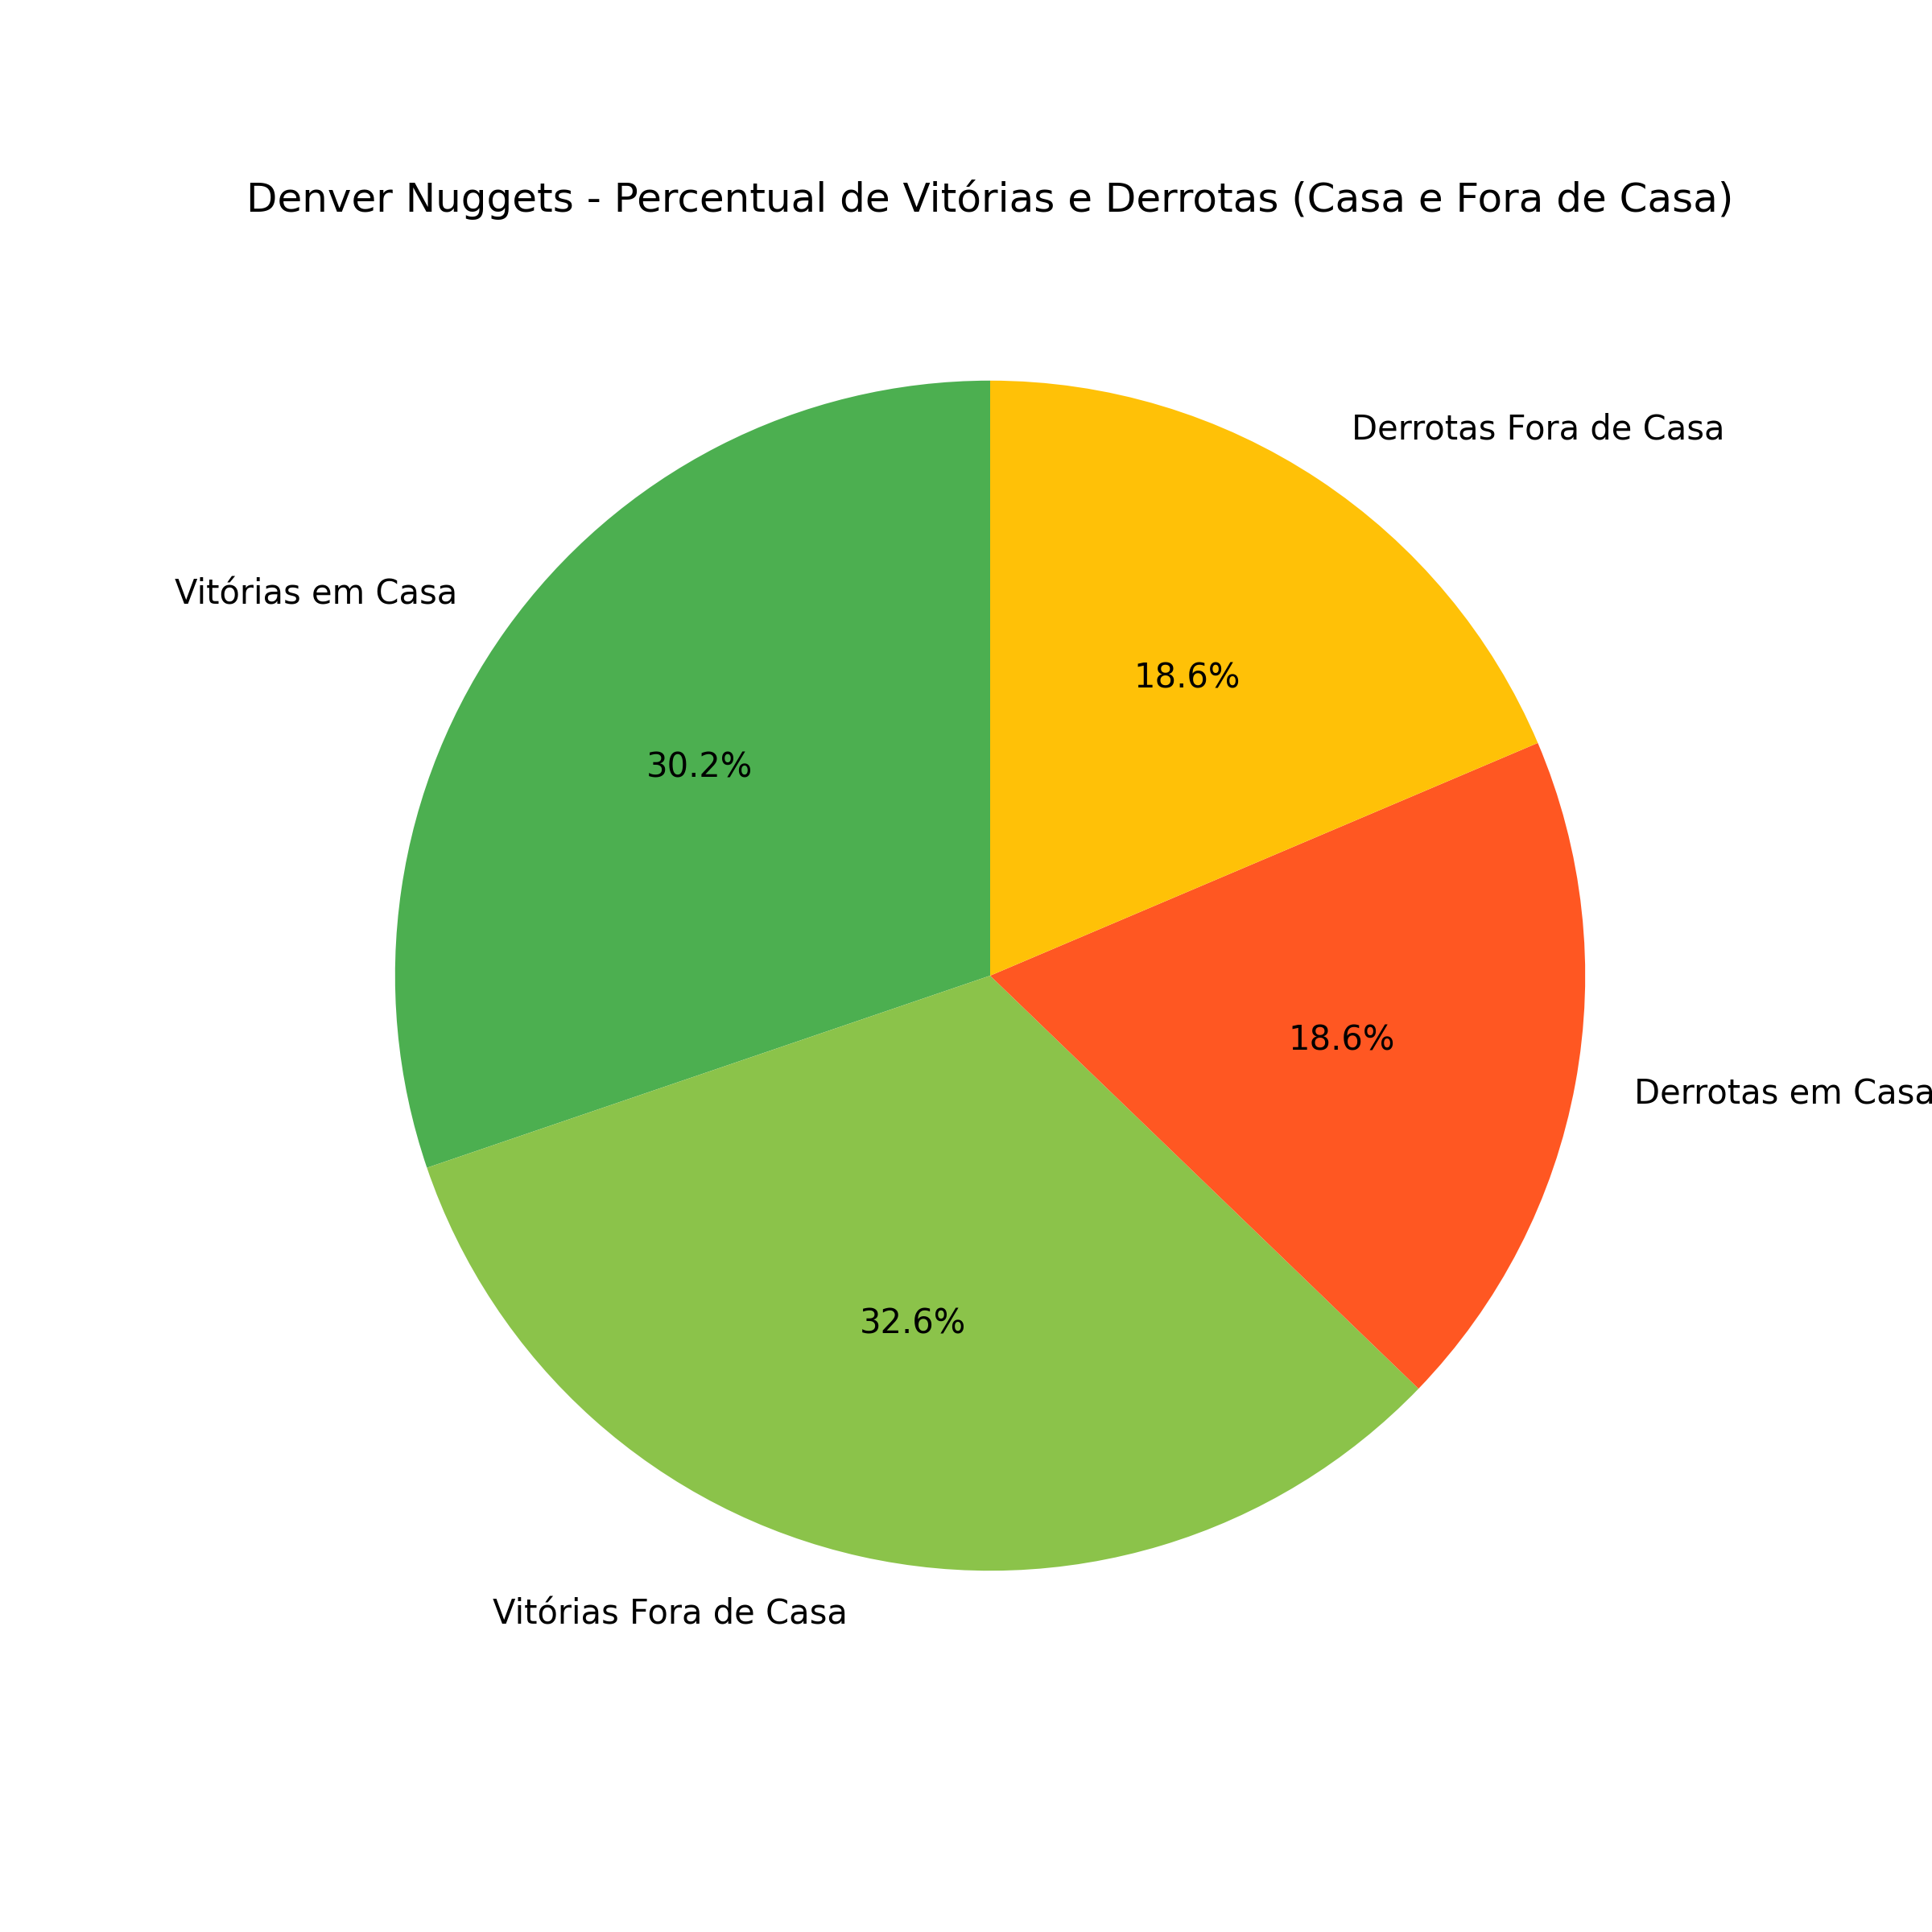 Denver Nuggets - Percentual de Vitórias e Derrotas (Casa e Fora de Casa)
Derrotas Fora de Casa
Vitórias em Casa
18.6%
30.2%
18.6%
Derrotas em Casa
32.6%
Vitórias Fora de Casa